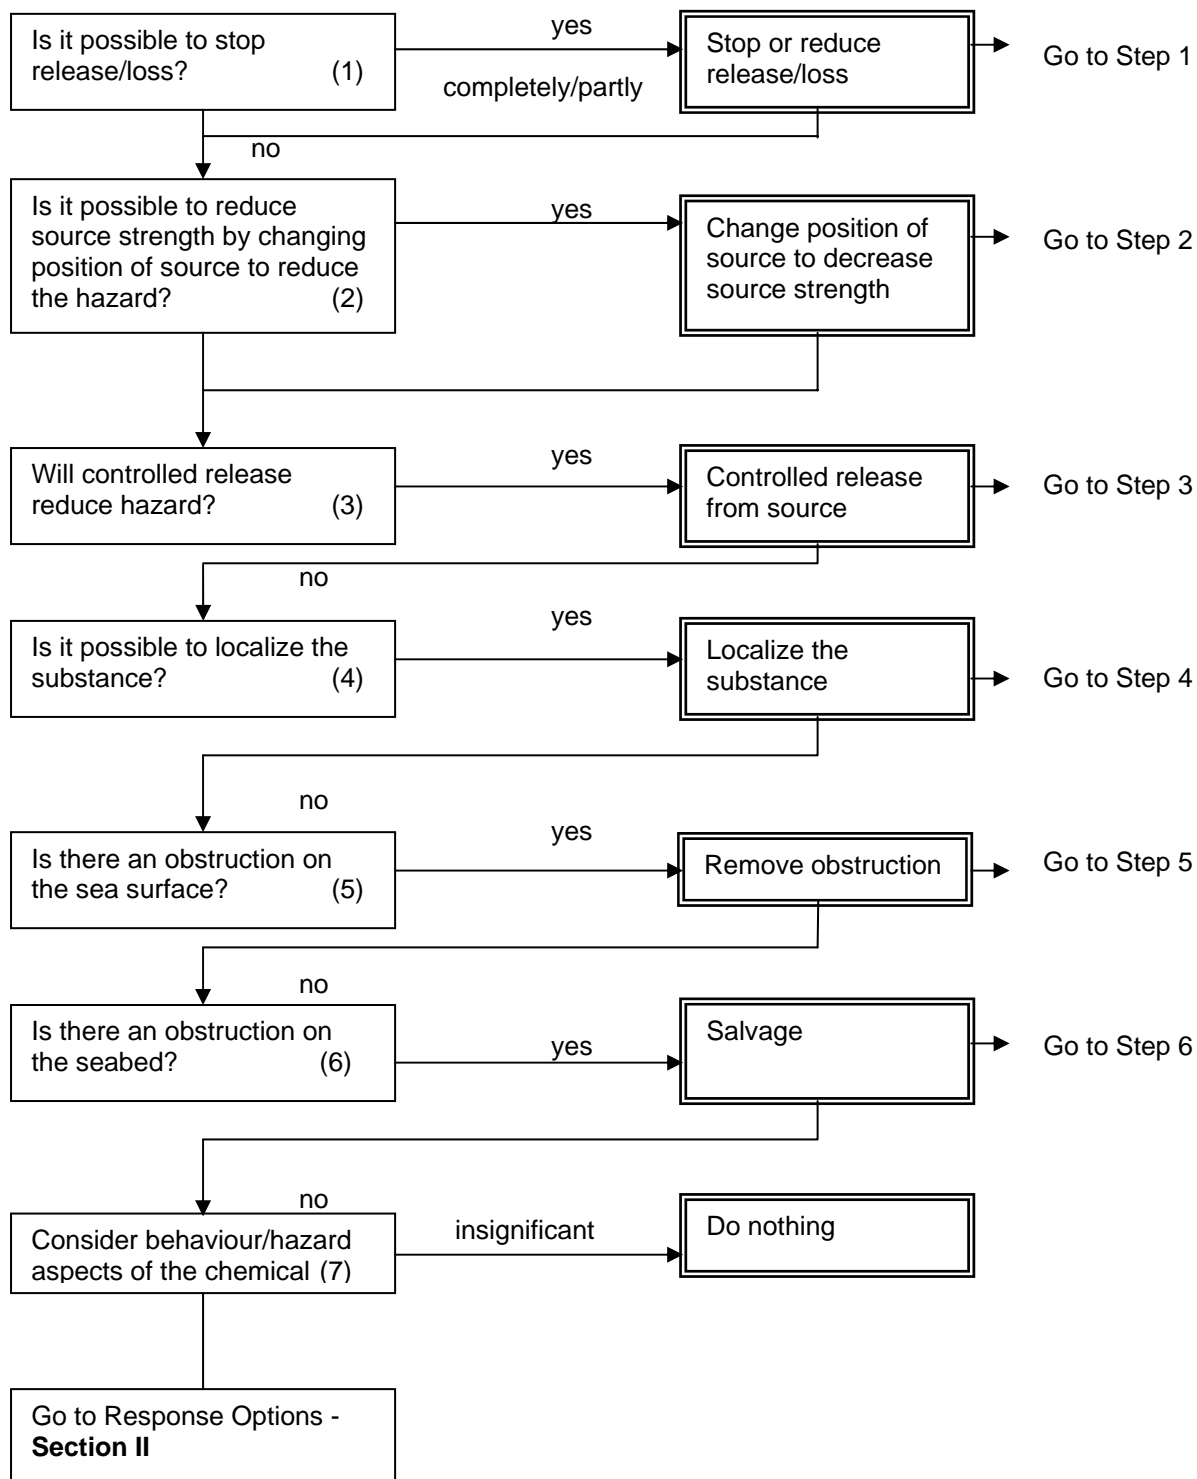 Is it possible to stop
release/loss? (1)
yes
completely/partly
Stop or reduce
release/loss
Go to Step 1
no
Is it possible to reduce
source strength by changing
position of source to reduce
the hazard? (2)
yes
Change position of
source to decrease
source strength
Go to Step 2
Will controlled release
reduce hazard? (3)
yes
Controlled release
from source
Go to Step 3
no
Is it possible to localize the
substance? (4)
yes
Localize the
substance
Go to Step 4
no
Is there an obstruction on
the sea surface? (5)
yes
Remove obstruction
Go to Step 5
no
Is there an obstruction on
the seabed? (6)
yes
Salvage
Go to Step 6
no
Consider behaviour/hazard
aspects of the chemical (7)
insignificant
Do nothing
Go to Response Options -
Section II